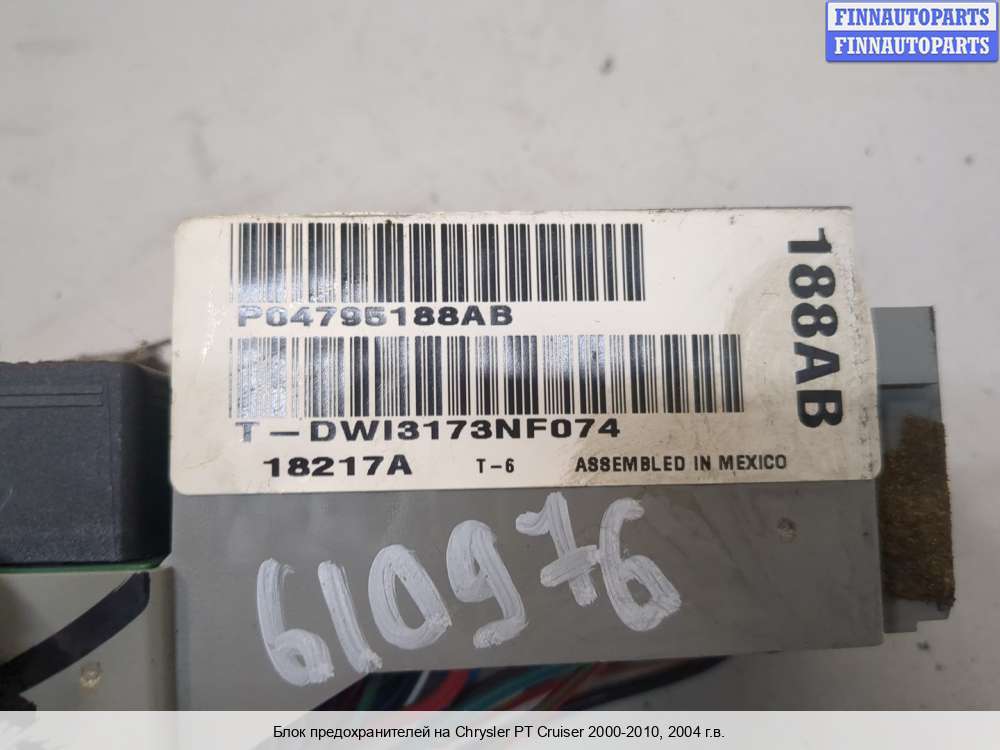 FINNAUTOPARTS
FINNAUTOPARTS
P04795188AB
188AB
T-DWI3173NF074
18217A T-6 ASSEMBLED IN MEXICO
610976
Блок предохранителей на Chrysler PT Cruiser 2000-2010, 2004 г.в.